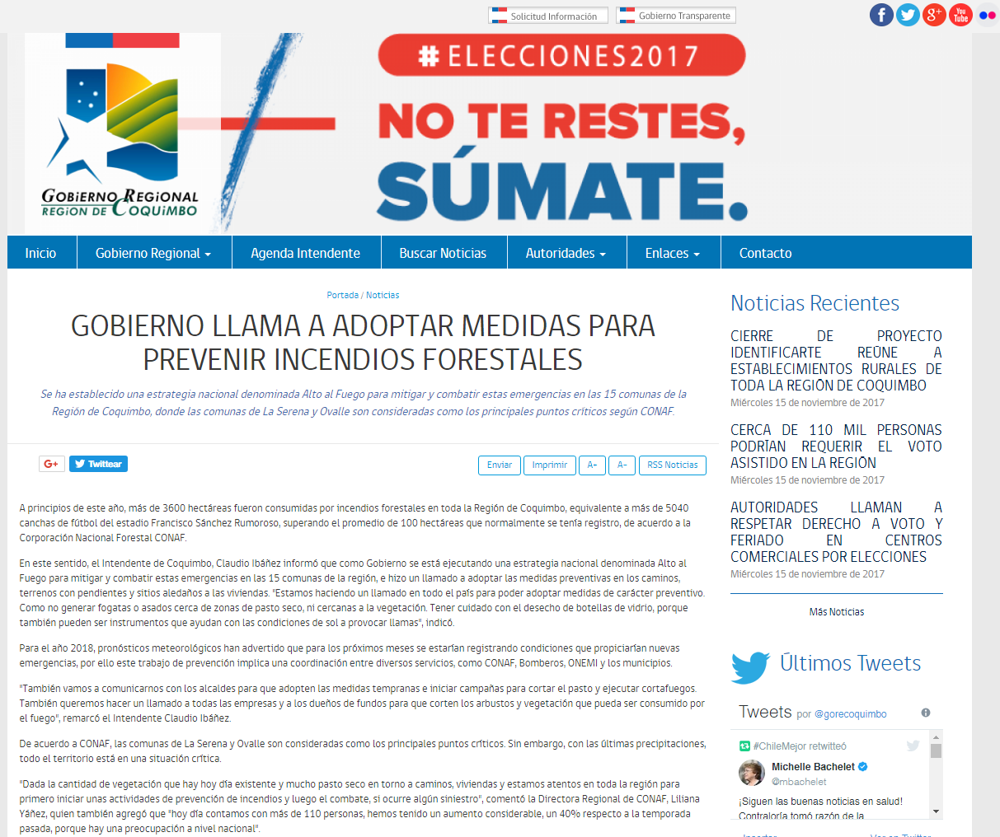 Solicitud Información
Gobierno Transparente
You
Tube
#ELECCIONES2017
NO TE RESTES,
SÚMATE.
GOBiERNO REGiONAL
REGiON DE COQUiMBO
Inicio
Gobierno Regional
Agenda Intendente
Buscar Noticias
Autoridades
Enlaces
Contacto
Portada / Noticias
GOBIERNO LLAMA A ADOPTAR MEDIDAS PARA
PREVENIR INCENDIOS FORESTALES
Se ha establecido una estrategia nacional denominada Alto al Fuego para mitigar y combatir estas emergencias en las 15 comunas de la
Región de Coquimbo, donde las comunas de La Serena y Ovalle son consideradas como los principales puntos críticos según CONAF.
G+
Twittear
Enviar
Imprimir
A+
A-
RSS Noticias
A principios de este año, más de 3600 hectáreas fueron consumidas por incendios forestales en toda la Región de Coquimbo, equivalente a más de 5040
canchas de fútbol del estadio Francisco Sánchez Rumoroso, superando el promedio de 100 hectáreas que normalmente se tenía registro, de acuerdo a la
Corporación Nacional Forestal CONAF.
En este sentido, el Intendente de Coquimbo, Claudio Ibáñez informó que como Gobierno se está ejecutando una estrategia nacional denominada Alto al
Fuego para mitigar y combatir estas emergencias en las 15 comunas de la región, e hizo un llamado a adoptar las medidas preventivas en los caminos,
terrenos con pendientes y sitios aledaños a las viviendas. "Estamos haciendo un llamado en todo el país para poder adoptar medidas de carácter preventivo.
Como no generar fogatas o asados cerca de zonas de pasto seco, ni cercanas a la vegetación. Tener cuidado con el desecho de botellas de vidrio, porque
también pueden ser instrumentos que ayudan con las condiciones de sol a provocar llamas", indicó.
Para el año 2018, pronósticos meteorológicos han advertido que para los próximos meses se estarían registrando condiciones que propiciarían nuevas
emergencias, por ello este trabajo de prevención implica una coordinación entre diversos servicios, como CONAF, Bomberos, ONEMI y los municipios.
"También vamos a comunicarnos con los alcaldes para que adopten las medidas tempranas e iniciar campañas para cortar el pasto y ejecutar cortafuegos.
También queremos hacer un llamado a todas las empresas y a los dueños de fundos para que corten los arbustos y vegetación que pueda ser consumido por
el fuego", remarcó el Intendente Claudio Ibáñez.
De acuerdo a CONAF, las comunas de La Serena y Ovalle son consideradas como los principales puntos críticos. Sin embargo, con las últimas precipitaciones,
todo el territorio está en una situación crítica.
"Dada la cantidad de vegetación que hay hoy día existente y mucho pasto seco en torno a caminos, viviendas y estamos atentos en toda la región para
primero iniciar unas actividades de prevención de incendios y luego el combate, si ocurre algún siniestro", comentó la Directora Regional de CONAF, Liliana
Yáñez, quien también agregó que "hoy día contamos con más de 110 personas, hemos tenido un aumento considerable, un 40% respecto a la temporada
pasada, porque hay una preocupación a nivel nacional".
Noticias Recientes
CIERRE DE PROYECTO
IDENTIFICARTE REÚNE A
ESTABLECIMIENTOS RURALES DE
TODA LA REGIÓN DE COQUIMBO
Miércoles 15 de noviembre de 2017
CERCA DE 110 MIL PERSONAS
PODRÍAN REQUERIR EL VOTO
ASISTIDO EN LA REGIÓN
Miércoles 15 de noviembre de 2017
AUTORIDADES LLAMAN A
RESPETAR DERECHO A VOTO Y
FERIADO EN CENTROS
COMERCIALES POR ELECCIONES
Miércoles 15 de noviembre de 2017
Más Noticias
Últimos Tweets
Tweets por @gorecoquimbo
#ChileMejor retwitteó
Michelle Bachelet
@mbachelet
¡Siguen las buenas noticias en salud!
Contraloría tomó razón de la
Insertar
Ver en Twitter